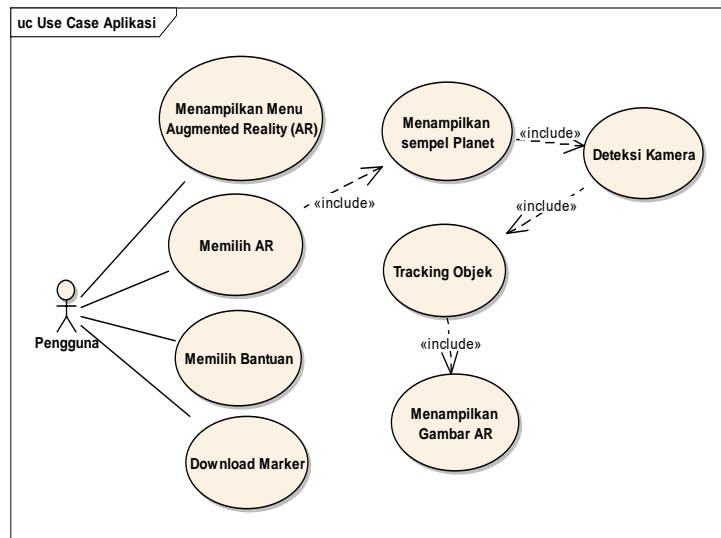 uc Use Case Aplikasi
Menampilkan Menu
Augmented Reality (AR)
Menampilkan
sempel Planet
«include»
Deteksi Kamera
«include»
«include»
Memilih AR
Tracking Objek
Pengguna
«include»
Memilih Bantuan
Menampilkan
Gambar AR
Download Marker